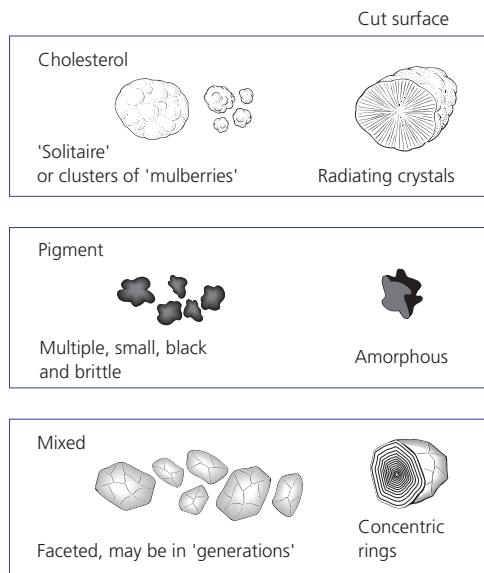 Cut surface
Cholesterol
'Solitaire'
or clusters of 'mulberries'
Radiating crystals
Pigment
Multiple, small, black
and brittle
Amorphous
Mixed
Faceted, may be in 'generations'
Concentric
rings